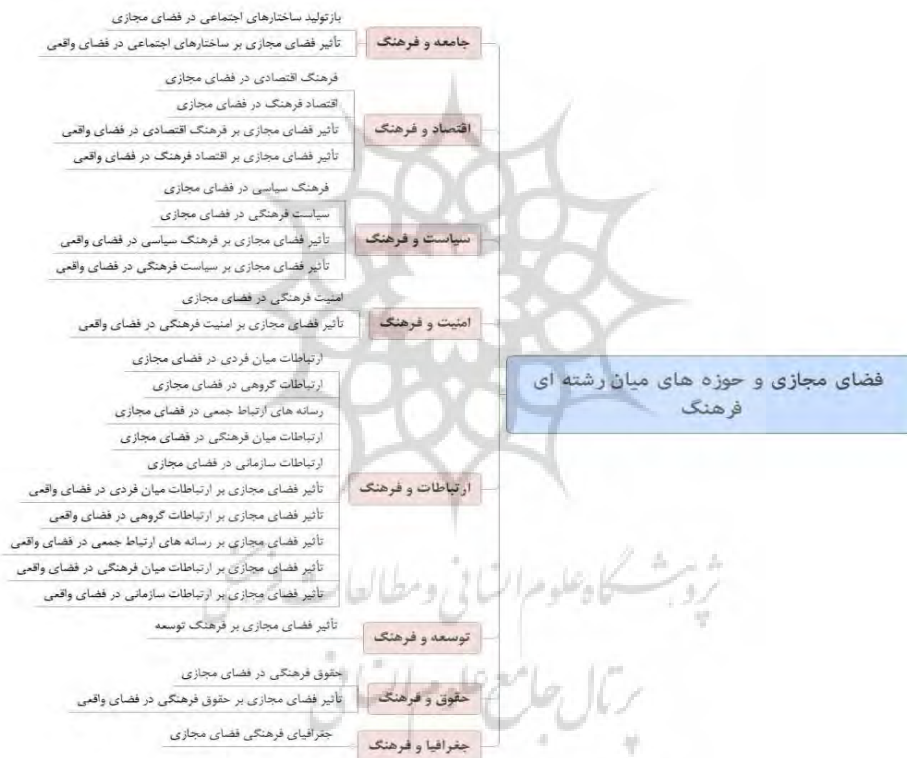 فضای مجازی و حوزه های میان رشته ای
فرهنگ
جامعه و فرهنگ
بازتولید ساختارهای اجتماعی در فضای مجازی
تأثیر فضای مجازی بر ساختارهای اجتماعی در فضای واقعی
اقتصاد و فرهنگ
فرهنگ اقتصادی در فضای مجازی
اقتصاد فرهنگ در فضای مجازی
تأثیر فضای مجازی بر فرهنگ اقتصادی در فضای واقعی
تأثیر فضای مجازی بر اقتصاد فرهنگ در فضای واقعی
سیاست و فرهنگ
فرهنگ سیاسی در فضای مجازی
سیاست فرهنگی در فضای مجازی
تأثیر فضای مجازی بر فرهنگ سیاسی در فضای واقعی
تأثیر فضای مجازی بر سیاست فرهنگی در فضای واقعی
امنیت و فرهنگ
امنیت فرهنگی در فضای مجازی
تأثیر فضای مجازی بر امنیت فرهنگی در فضای واقعی
ارتباطات و فرهنگ
ارتباطات میان فردی در فضای مجازی
ارتباطات گروهی در فضای مجازی
رسانه های ارتباط جمعی در فضای مجازی
ارتباطات میان فرهنگی در فضای مجازی
ارتباطات سازمانی در فضای مجازی
تأثیر فضای مجازی بر ارتباطات میان فردی در فضای واقعی
تأثیر فضای مجازی بر ارتباطات گروهی در فضای واقعی
تأثیر فضای مجازی بر رسانه های ارتباط جمعی در فضای واقعی
تأثیر فضای مجازی بر ارتباطات میان فرهنگی در فضای واقعی
تأثیر فضای مجازی بر ارتباطات سازمانی در فضای واقعی
توسعه و فرهنگ
تأثیر فضای مجازی بر فرهنگ توسعه
حقوق و فرهنگ
حقوق فرهنگی در فضای مجازی
تأثیر فضای مجازی بر حقوق فرهنگی در فضای واقعی
جغرافیا و فرهنگ
جغرافیای فرهنگی فضای مجازی
پژوهشگاه علوم انسانی و مطالعات فرهنگی
پرتال جامع علوم انسانی